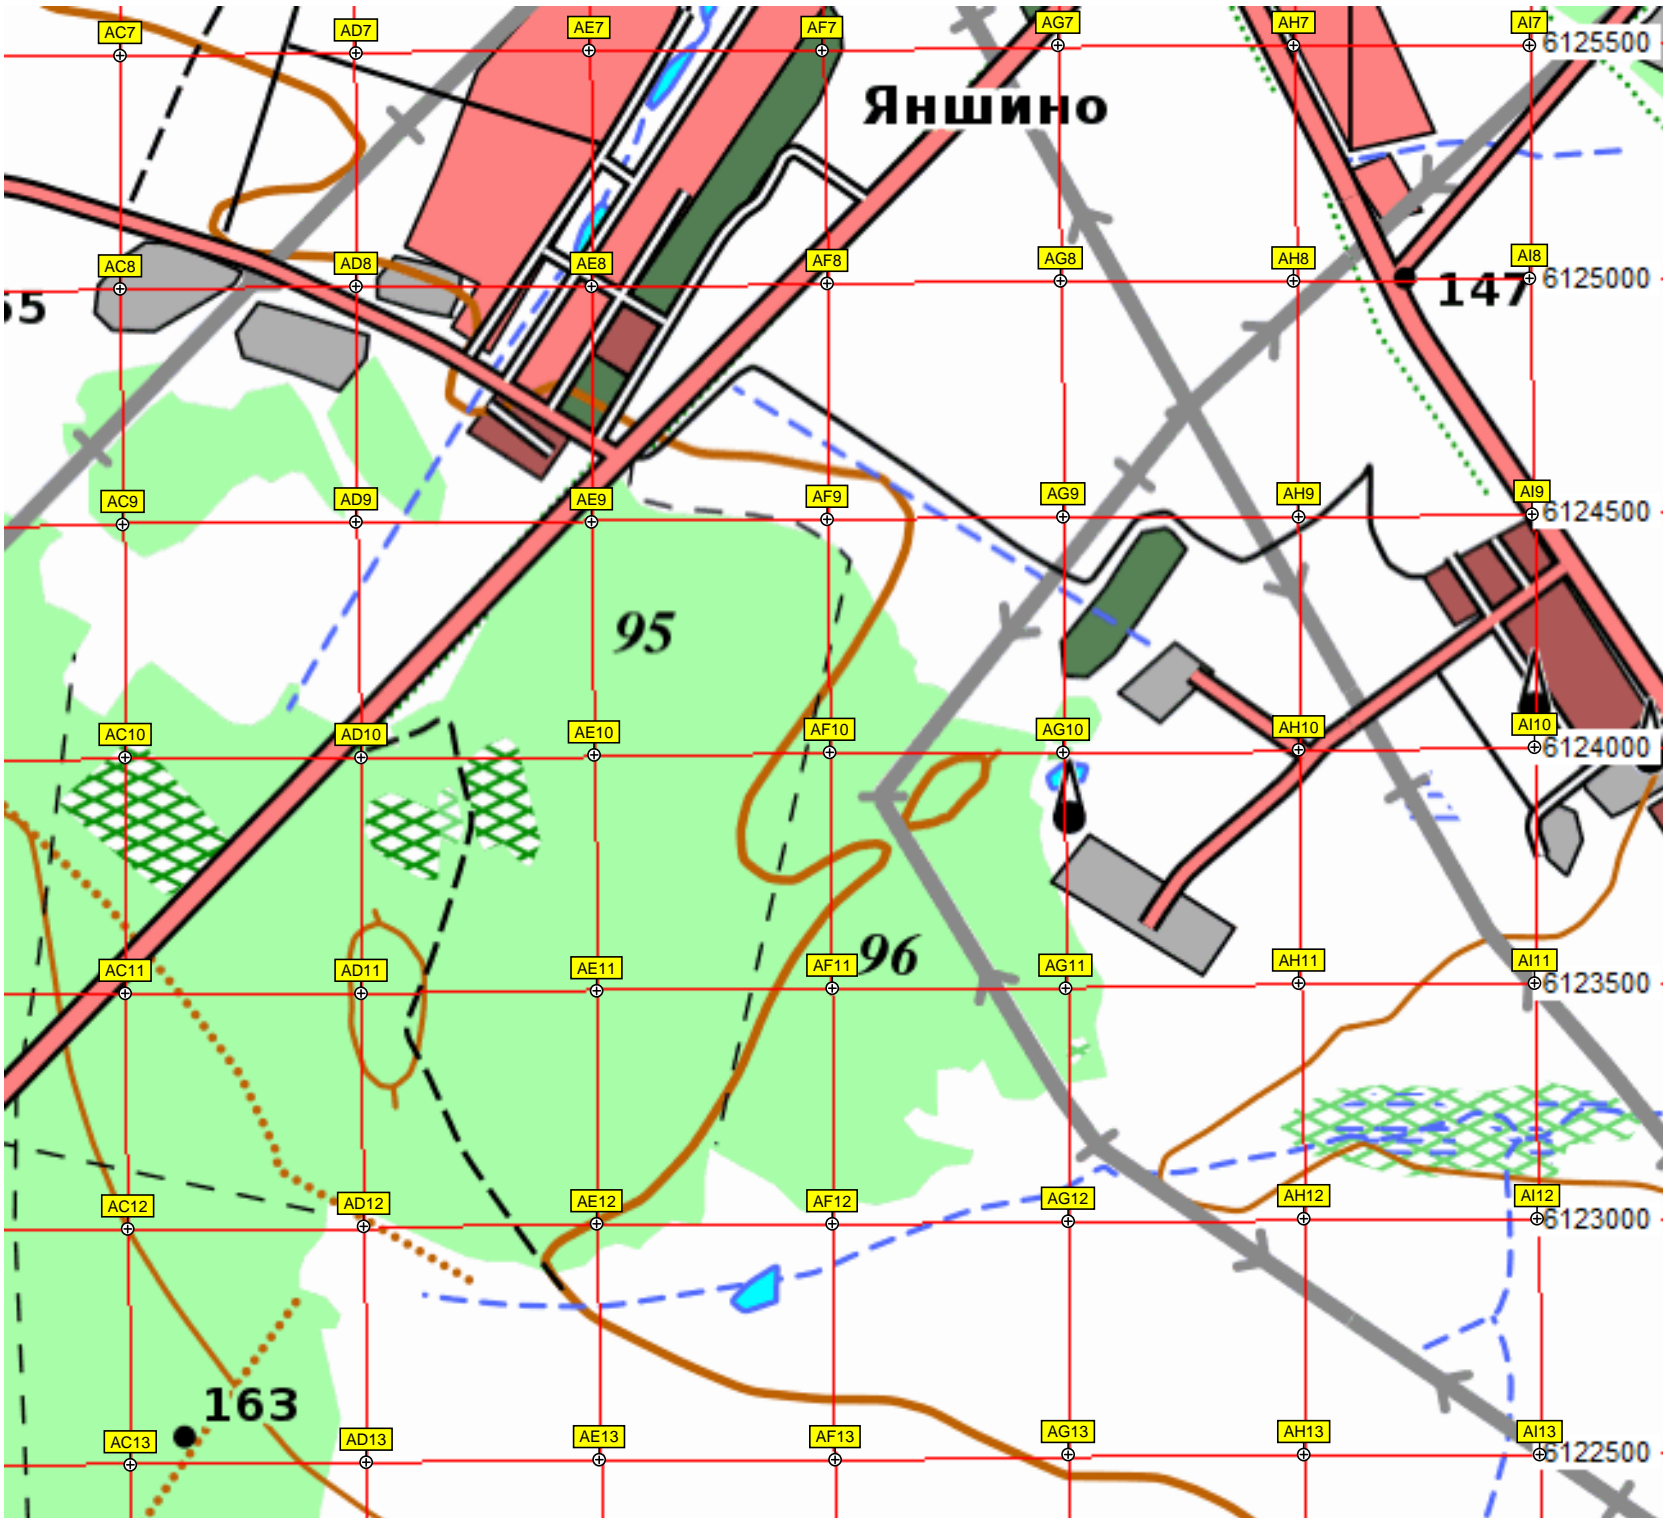 AC7 AD7 AE7 AF7 AG7 AH7 AI7
6125500
Яншино
AC8 AD8 AE8 AF8 AG8 AH8 AI8
6125000
147
AC9 AD9 AE9 AF9 AG9 AH9 AI9
6124500
95
AC10 AD10 AE10 AF10 AG10 AH10 AI10
6124000
96
AC11 AD11 AE11 AF11 AG11 AH11 AI11
6123500
AC12 AD12 AE12 AF12 AG12 AH12 AI12
6123000
163
AC13 AD13 AE13 AF13 AG13 AH13 AI13
6122500